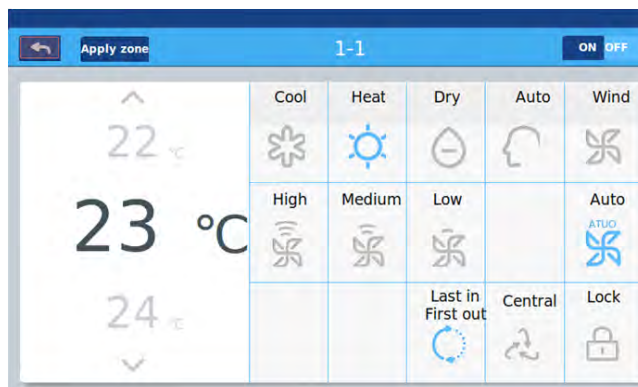 Apply zone 1-1 ON OFF
22 °C
23 °C
24 °C
Cool Heat Dry Auto Wind
High Medium Low Auto
ATUO
Last in
First out
Central Lock